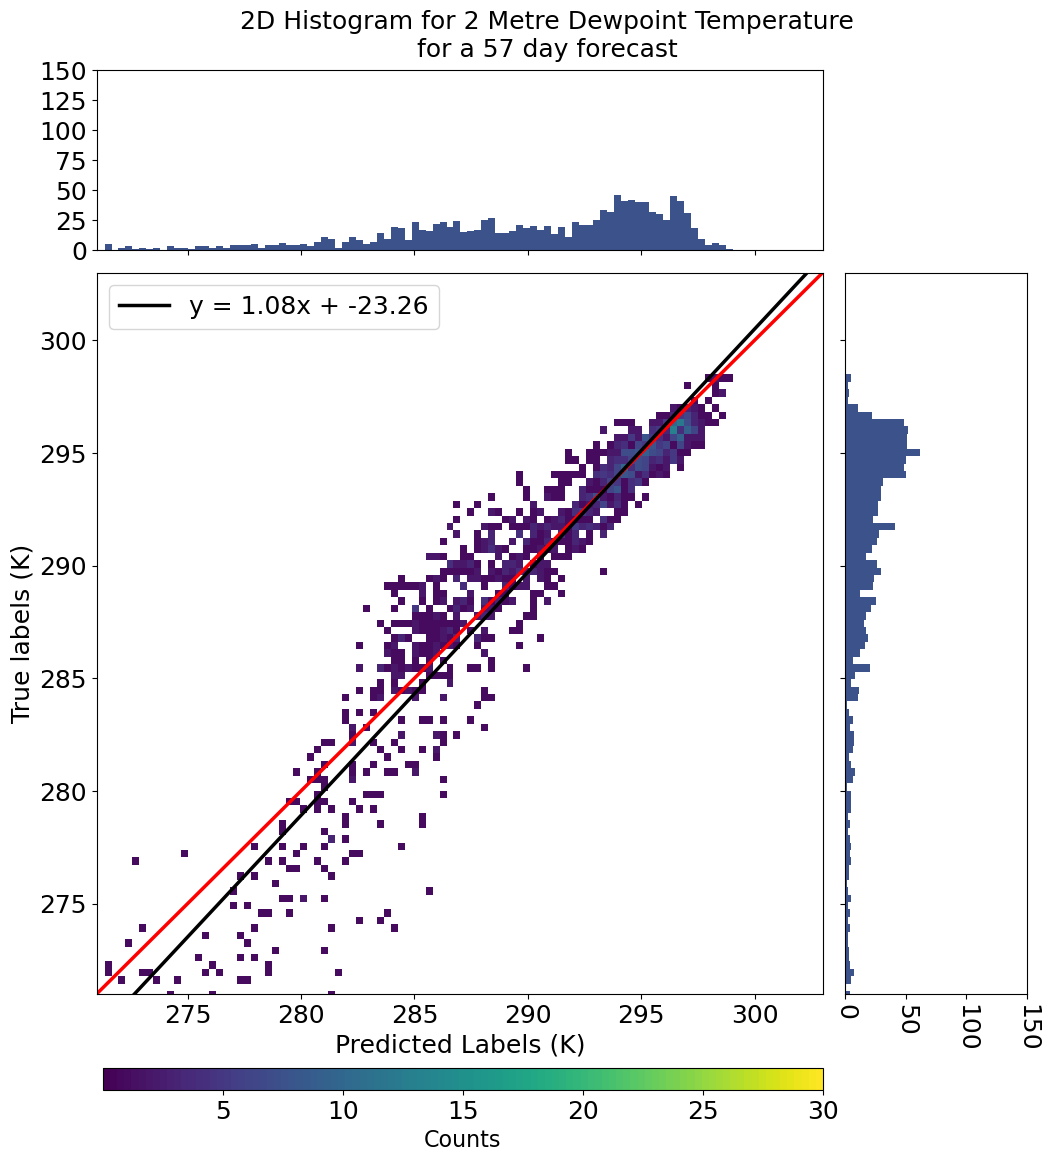 2D Histogram for 2 Metre Dewpoint Temperature
for a 57 day forecast
150
125
100
75
50
25
0
y = 1.08x + -23.26
300
295
290
285
280
275
True labels (K)
275 280 285 290 295 300
Predicted Labels (K)
0 50 100 150
5 10 15 20 25 30
Counts